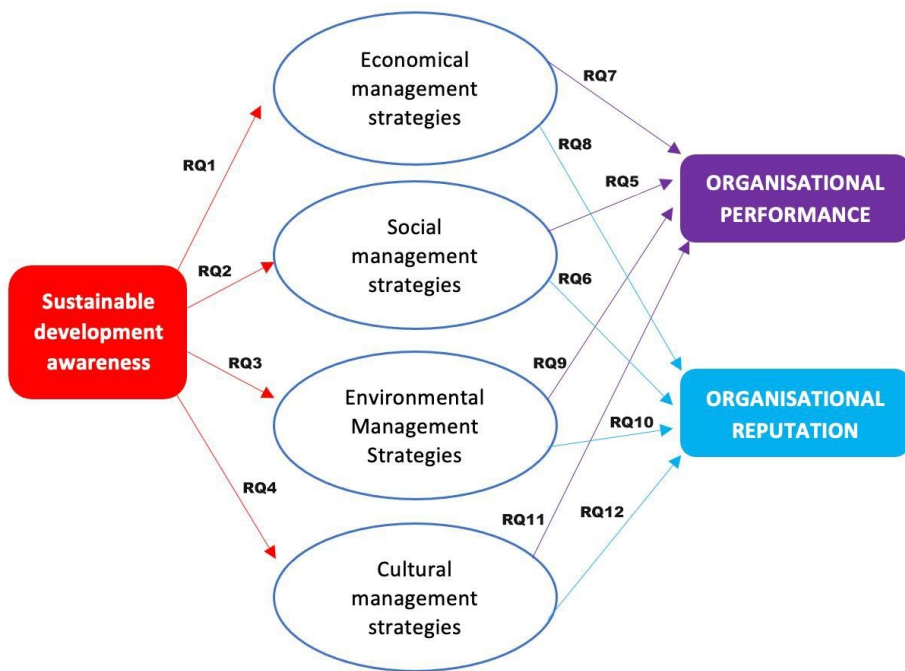 Economical
management
strategies
RQ7
RQ8
RQ1
RQ5
ORGANISATIONAL
PERFORMANCE
Social
management
strategies
RQ2
RQ6
Sustainable
development
awareness
RQ3
RQ9
Environmental
Management
Strategies
ORGANISATIONAL
REPUTATION
RQ10
RQ4
RQ11
RQ12
Cultural
management
strategies